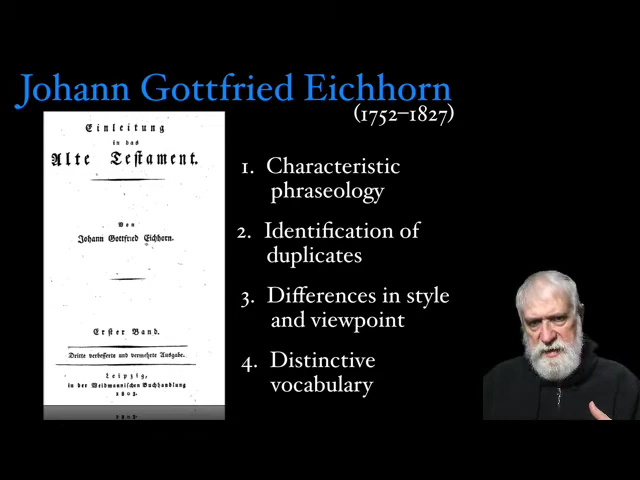 Johann Gottfried Eichhorn
(1752–1827)
Einleitung
in das
Alte Testament.
Von
Johann Gottfried Eichhorn.
Erster Band.
Dritte verbesserte und vermehrte Ausgabe.
Leipzig,
in der Weidmannischen Buchhandlung
1803.
1. Characteristic
phraseology
2. Identification of
duplicates
3. Differences in style
and viewpoint
4. Distinctive
vocabulary